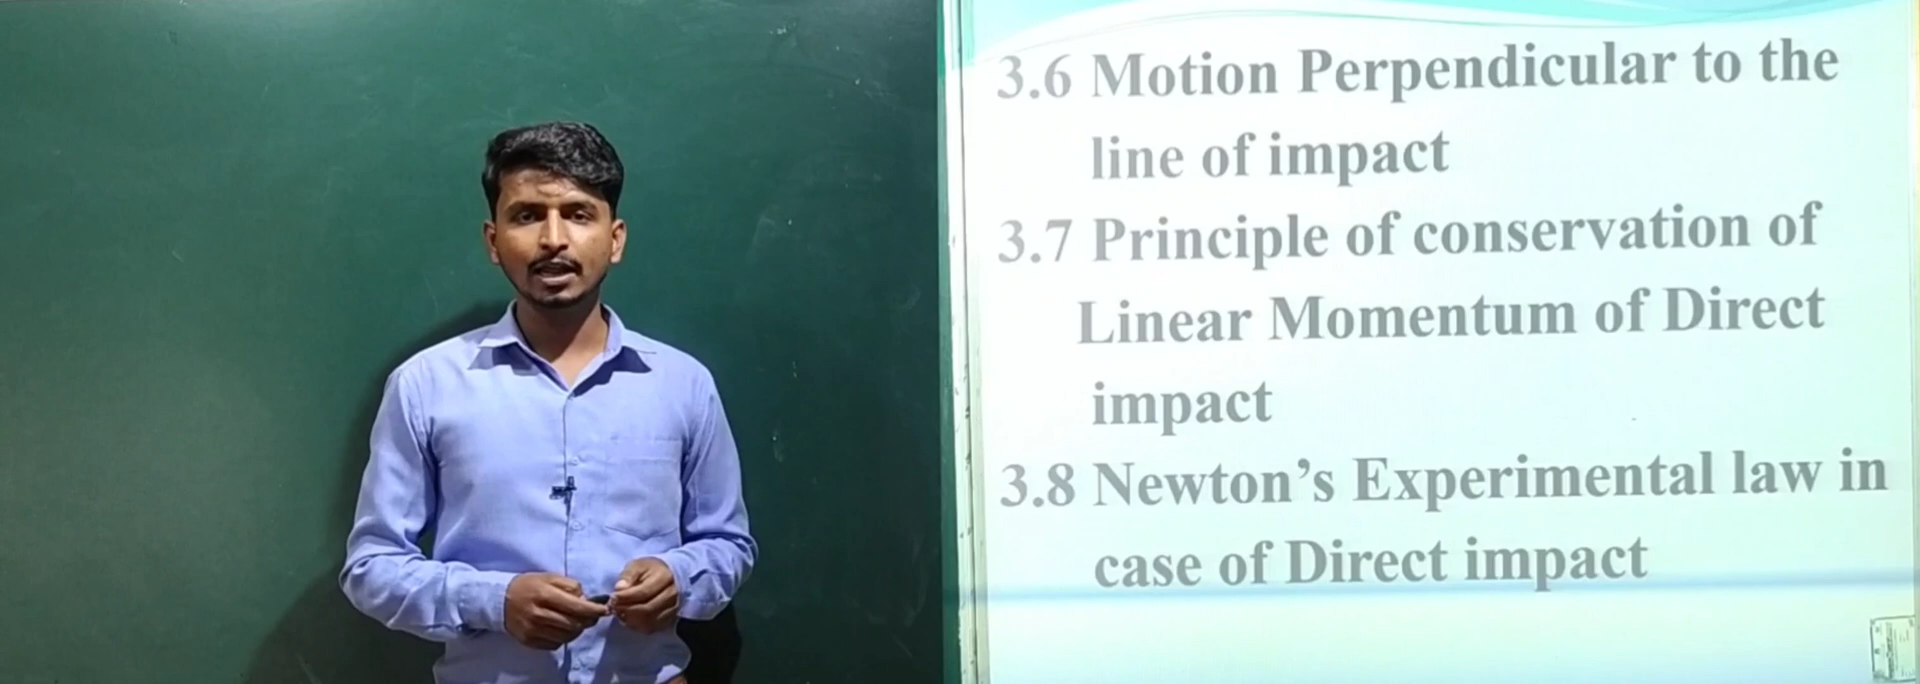 3.6 Motion Perpendicular to the
line of impact
3.7 Principle of conservation of
Linear Momentum of Direct
impact
3.8 Newton’s Experimental law in
case of Direct impact